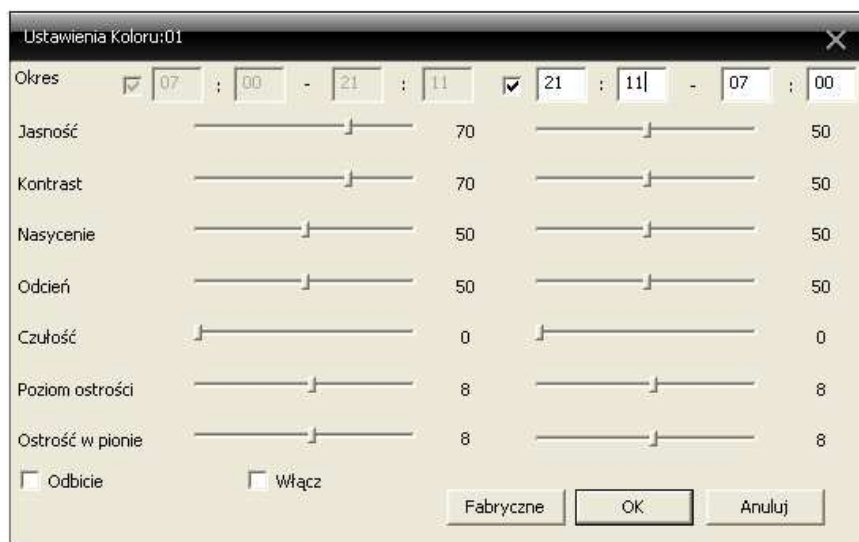 Ustawienia Koloru:01
Okres 07 : 00 - 21 : 11 21 : 11 - 07 : 00
Jasność 70 50
Kontrast 70 50
Nasycenie 50 50
Odcień 50 50
Czułość 0 0
Poziom ostrości 8 8
Ostrość w pionie 8 8
Odbicie Włącz
Fabryczne OK Anuluj